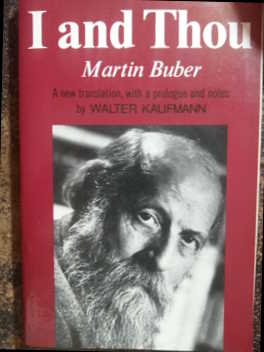 I and Thou
Martin Buber
A new translation, with a prologue and notes
by WALTER KAUFMANN